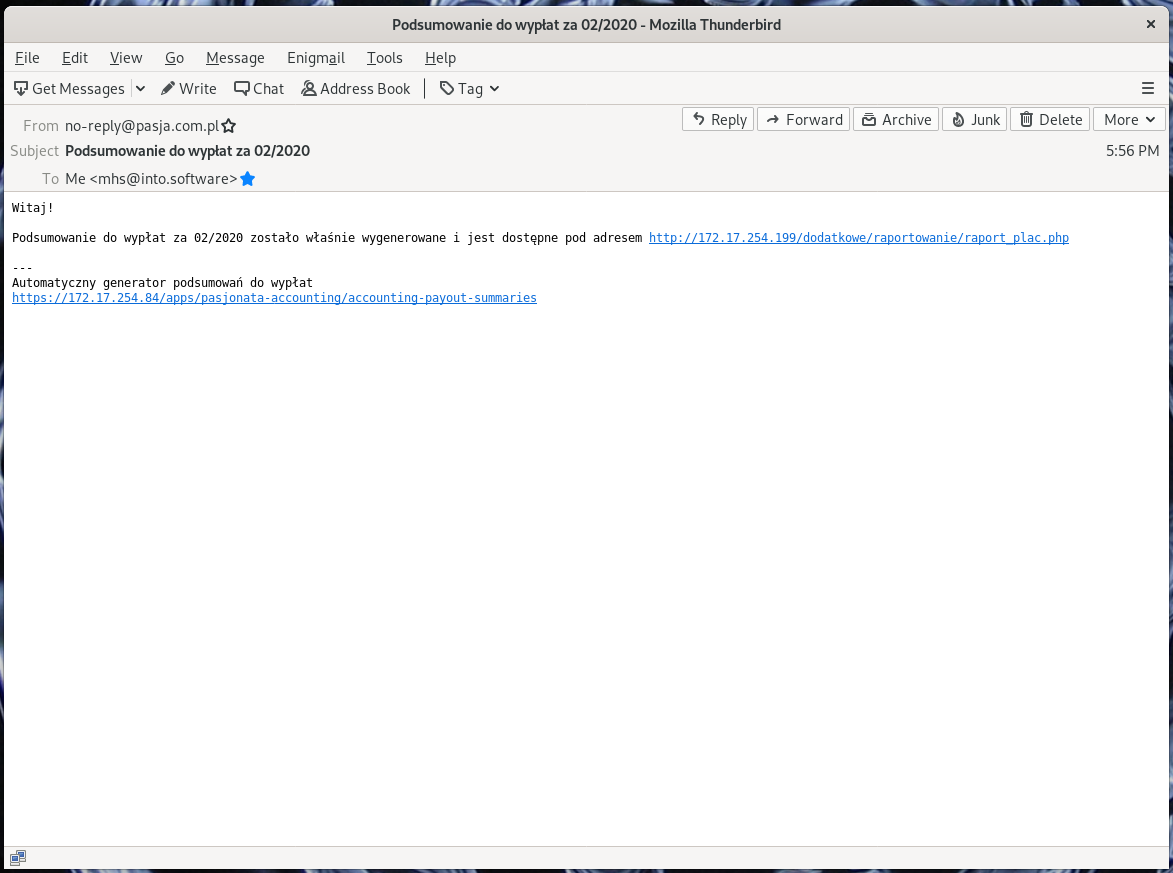 Podsumowanie do wypłat za 02/2020 - Mozilla Thunderbird
File Edit View Go Message Enigmail Tools Help
Get Messages Write Chat Address Book Tag
From no-reply@pasja.com.pl Reply Forward Archive Junk Delete More
Subject Podsumowanie do wypłat za 02/2020 5:56 PM
To Me <mhs@into.software>
Witaj!
Podsumowanie do wypłat za 02/2020 zostało właśnie wygenerowane i jest dostępne pod adresem http://172.17.254.199/dodatkowe/raportowanie/raport_plac.php
---
Automatyczny generator podsumowań do wypłat
https://172.17.254.84/apps/pasjonata-accounting/accounting-payout-summaries